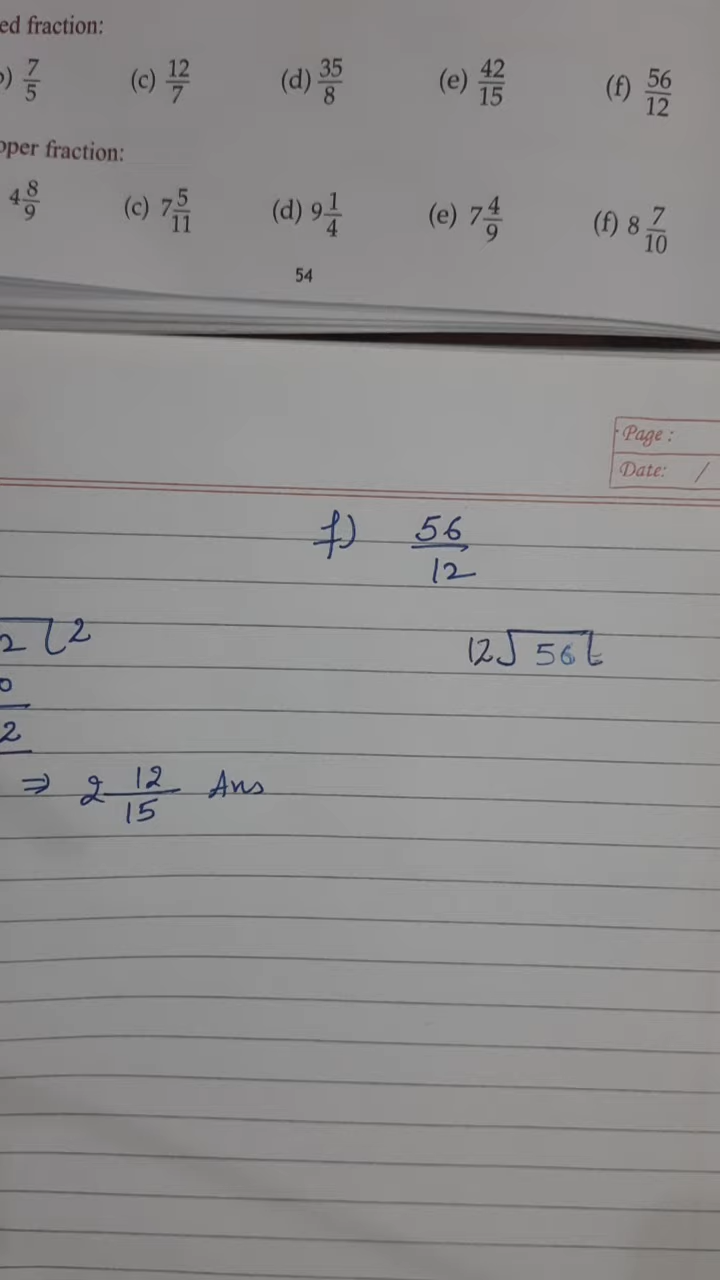 ed fraction:
) 7/5 (c) 12/7 (d) 35/8 (e) 42/15 (f) 56/12
per fraction:
4 8/9 (c) 7 5/11 (d) 9 1/4 (e) 7 4/9 (f) 8 7/10
54
Page :
Date: /
f) 56/12
2 2
12 56
0
2
⇒ 2 12/15 Ans